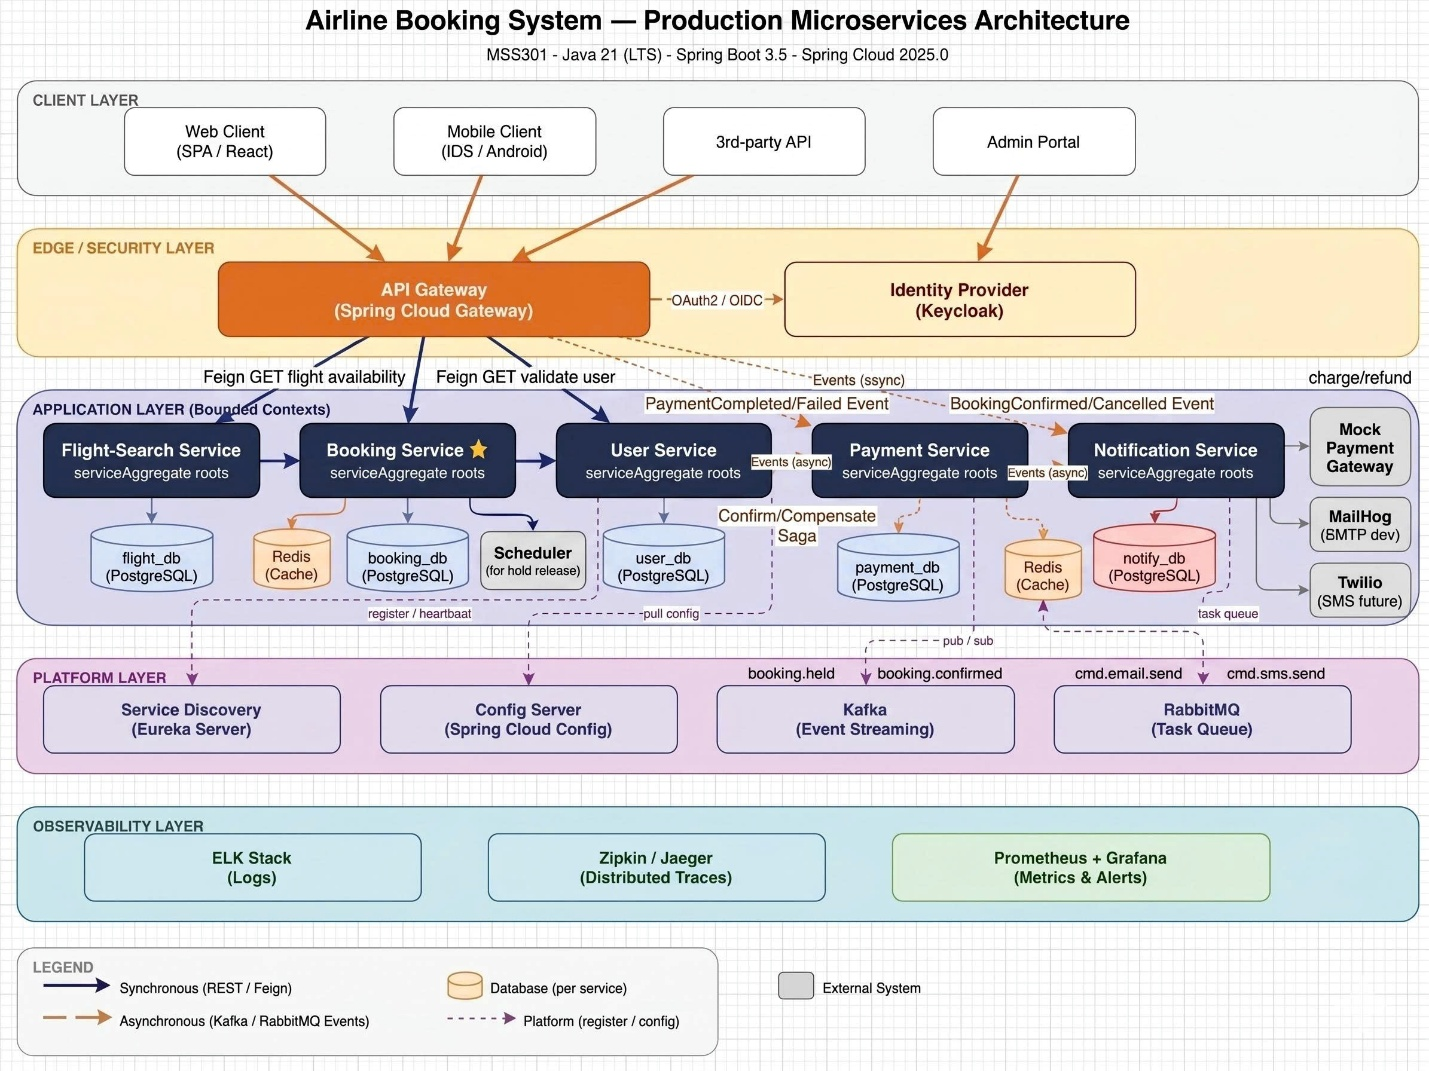 Airline Booking System — Production Microservices Architecture
MSS301 - Java 21 (LTS) - Spring Boot 3.5 - Spring Cloud 2025.0
CLIENT LAYER
Web Client
(SPA / React)
Mobile Client
(IDS / Android)
3rd-party API
Admin Portal
EDGE / SECURITY LAYER
API Gateway
(Spring Cloud Gateway)
OAuth2 / OIDC
Identity Provider
(Keycloak)
Feign GET flight availability
Feign GET validate user
Events (ssync)
charge/refund
PaymentCompleted/Failed Event
BookingConfirmed/Cancelled Event
APPLICATION LAYER (Bounded Contexts)
Flight-Search Service
serviceAggregate roots
Booking Service ⭐
serviceAggregate roots
User Service
serviceAggregate roots
Events (async)
Payment Service
serviceAggregate roots
Events (async)
Notification Service
serviceAggregate roots
Mock
Payment
Gateway
Confirm/Compensate
Saga
flight_db
(PostgreSQL)
Redis
(Cache)
booking_db
(PostgreSQL)
Scheduler
(for hold release)
user_db
(PostgreSQL)
payment_db
(PostgreSQL)
Redis
(Cache)
notify_db
(PostgreSQL)
MailHog
(BMTP dev)
Twilio
(SMS future)
register / heartbaat
pull config
task queue
pub / sub
PLATFORM LAYER
booking.held
booking.confirmed
cmd.email.send
cmd.sms.send
Service Discovery
(Eureka Server)
Config Server
(Spring Cloud Config)
Kafka
(Event Streaming)
RabbitMQ
(Task Queue)
OBSERVABILITY LAYER
ELK Stack
(Logs)
Zipkin / Jaeger
(Distributed Traces)
Prometheus + Grafana
(Metrics & Alerts)
LEGEND
Synchronous (REST / Feign)
Database (per service)
External System
Asynchronous (Kafka / RabbitMQ Events)
Platform (register / config)